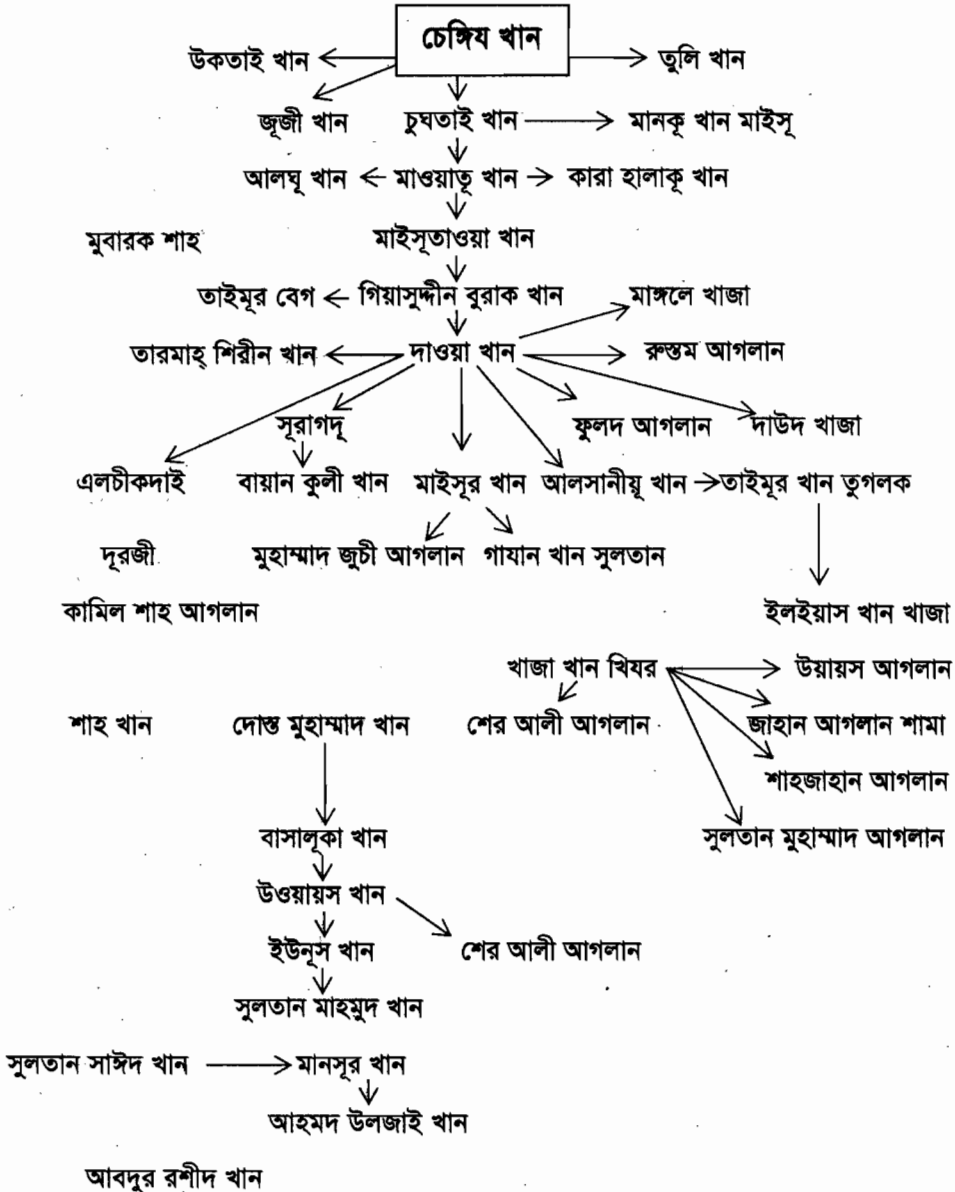 চেঙ্গিয খান
উকতাই খান তুলি খান
জূজী খান চুঘতাই খান মানকূ খান মাইসূ
আলঘূ খান মাওয়াতূ খান কারা হালাকূ খান
মুবারক শাহ মাইসূতাওয়া খান
তাইমূর বেগ গিয়াসুদ্দীন বুরাক খান মাঙ্গলে খাজা
তারমাহ্ শিরীন খান দাওয়া খান রুস্তম আগলান
সূরাগদূ ফুলদ আগলান দাউদ খাজা
এলচীকদাই বায়ান কুলী খান মাইসূর খান আলসানীয়ূ খান তাইমূর খান তুগলক
দূরজী মুহাম্মাদ জুচী আগলান গাযান খান সুলতান
কামিল শাহ আগলান ইলইয়াস খান খাজা
খাজা খান খিযর উয়ায়স আগলান
শাহ খান দোস্ত মুহাম্মাদ খান শের আলী আগলান জাহান আগলান শামা
শাহজাহান আগলান
বাসালূকা খান সুলতান মুহাম্মাদ আগলান
উওয়ায়স খান
ইউনূস খান শের আলী আগলান
সুলতান মাহমুদ খান
সুলতান সাঈদ খান মানসূর খান
আহমদ উলজাই খান
আবদুর রশীদ খান